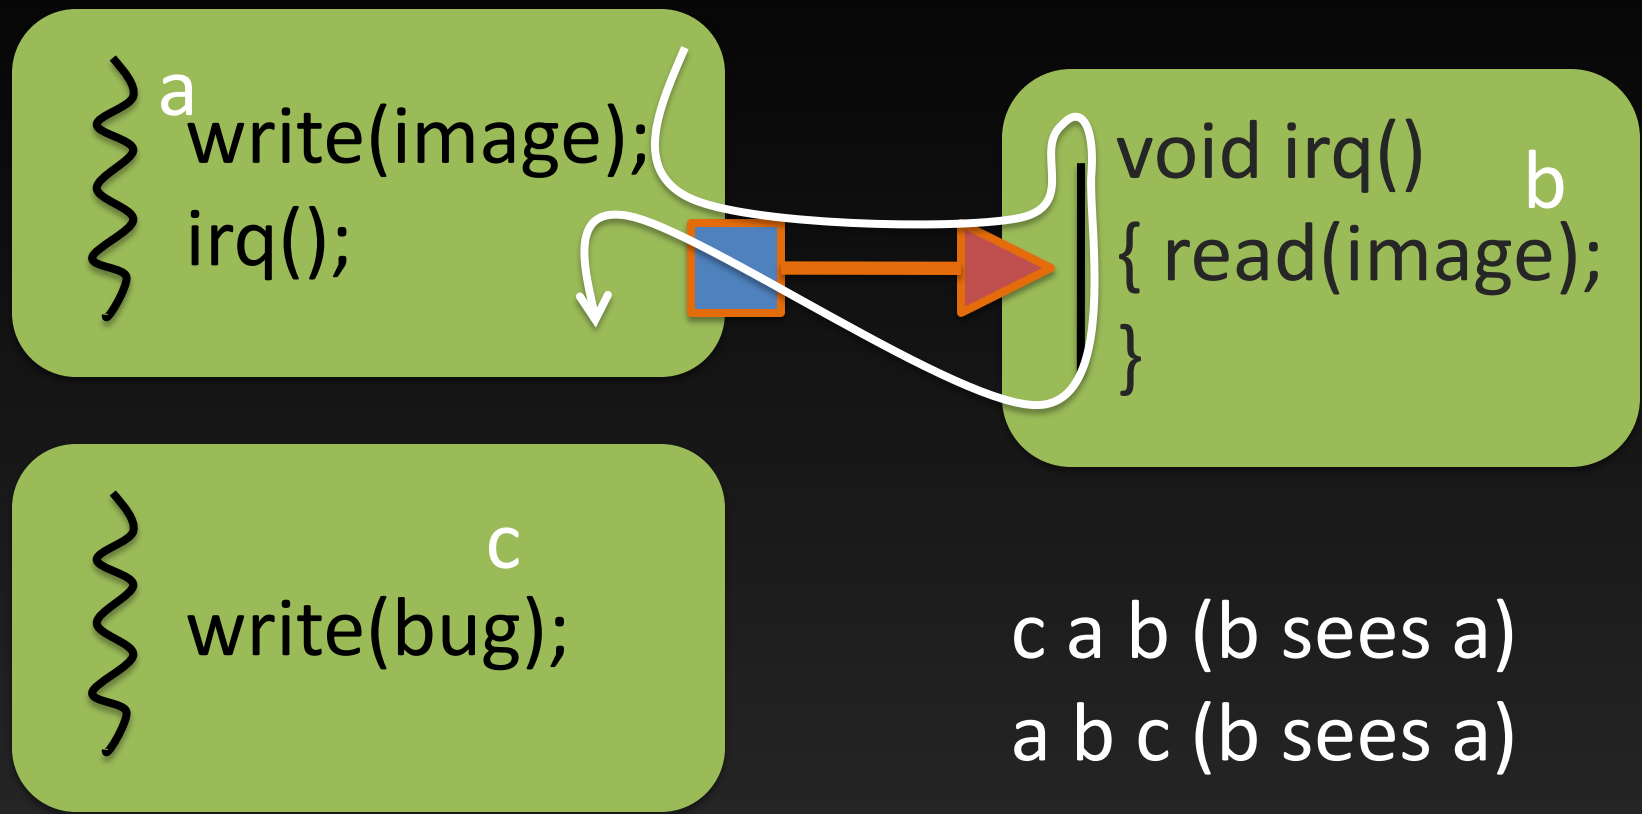 a
write(image);
irq();
void irq()
b
{ read(image);
}
c
write(bug);
c a b (b sees a)
a b c (b sees a)